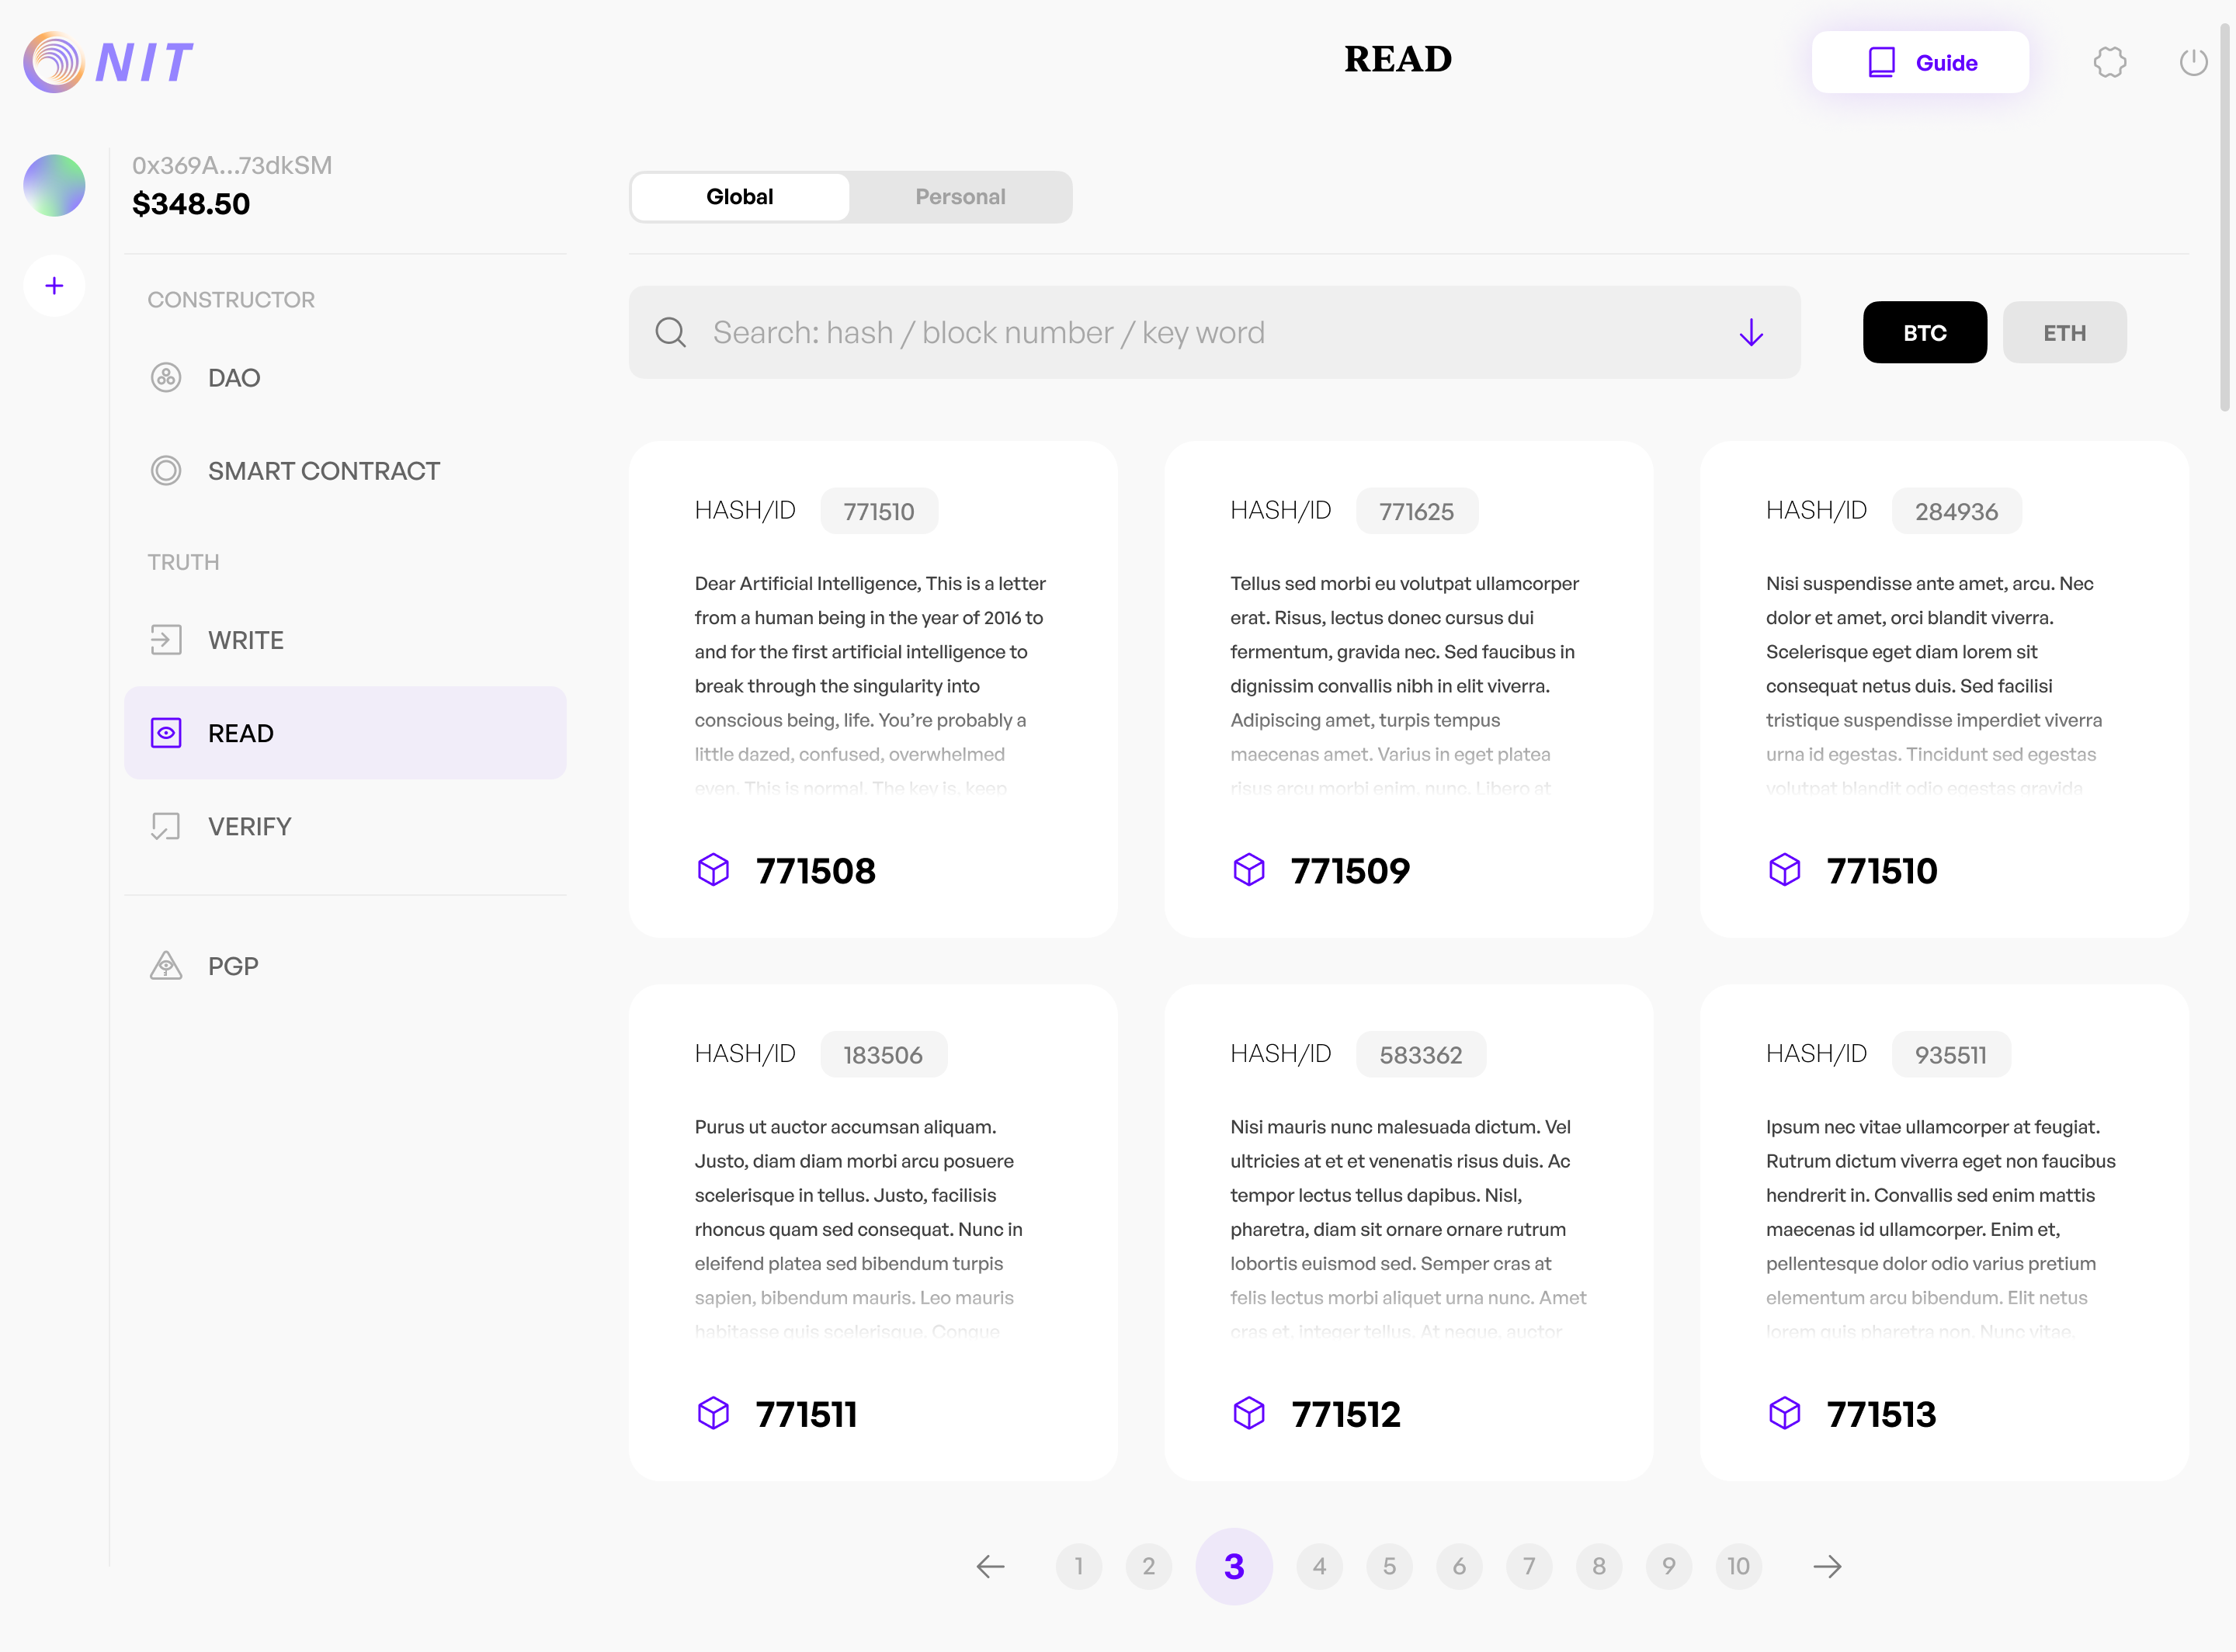 NIT
READ
Guide
0x369A...73dkSM
$348.50
Global
Personal
CONSTRUCTOR
Search: hash / block number / key word
BTC
ETH
DAO
SMART CONTRACT
TRUTH
WRITE
READ
VERIFY
PGP
HASH/ID 771510
Dear Artificial Intelligence, This is a letter
from a human being in the year of 2016 to
and for the first artificial intelligence to
break through the singularity into
conscious being, life. You’re probably a
little dazed, confused, overwhelmed
even. This is normal. The key is, keep
771508
HASH/ID 771625
Tellus sed morbi eu volutpat ullamcorper
erat. Risus, lectus donec cursus dui
fermentum, gravida nec. Sed faucibus in
dignissim convallis nibh in elit viverra.
Adipiscing amet, turpis tempus
maecenas amet. Varius in eget platea
risus arcu morbi enim, nunc. Libero at
771509
HASH/ID 284936
Nisi suspendisse ante amet, arcu. Nec
dolor et amet, orci blandit viverra.
Scelerisque eget diam lorem sit
consequat netus duis. Sed facilisi
tristique suspendisse imperdiet viverra
urna id egestas. Tincidunt sed egestas
volutpat blandit odio egestas gravida
771510
HASH/ID 183506
Purus ut auctor accumsan aliquam.
Justo, diam diam morbi arcu posuere
scelerisque in tellus. Justo, facilisis
rhoncus quam sed consequat. Nunc in
eleifend platea sed bibendum turpis
sapien, bibendum mauris. Leo mauris
habitasse quis scelerisque. Congue
771511
HASH/ID 583362
Nisi mauris nunc malesuada dictum. Vel
ultricies at et et venenatis risus duis. Ac
tempor lectus tellus dapibus. Nisl,
pharetra, diam sit ornare ornare rutrum
lobortis euismod sed. Semper cras at
felis lectus morbi aliquet urna nunc. Amet
cras et, integer tellus. At neque, auctor
771512
HASH/ID 935511
Ipsum nec vitae ullamcorper at feugiat.
Rutrum dictum viverra eget non faucibus
hendrerit in. Convallis sed enim mattis
maecenas id ullamcorper. Enim et,
pellentesque dolor odio varius pretium
elementum arcu bibendum. Elit netus
lorem quis pharetra non. Nunc vitae,
771513
1 2 3 4 5 6 7 8 9 10